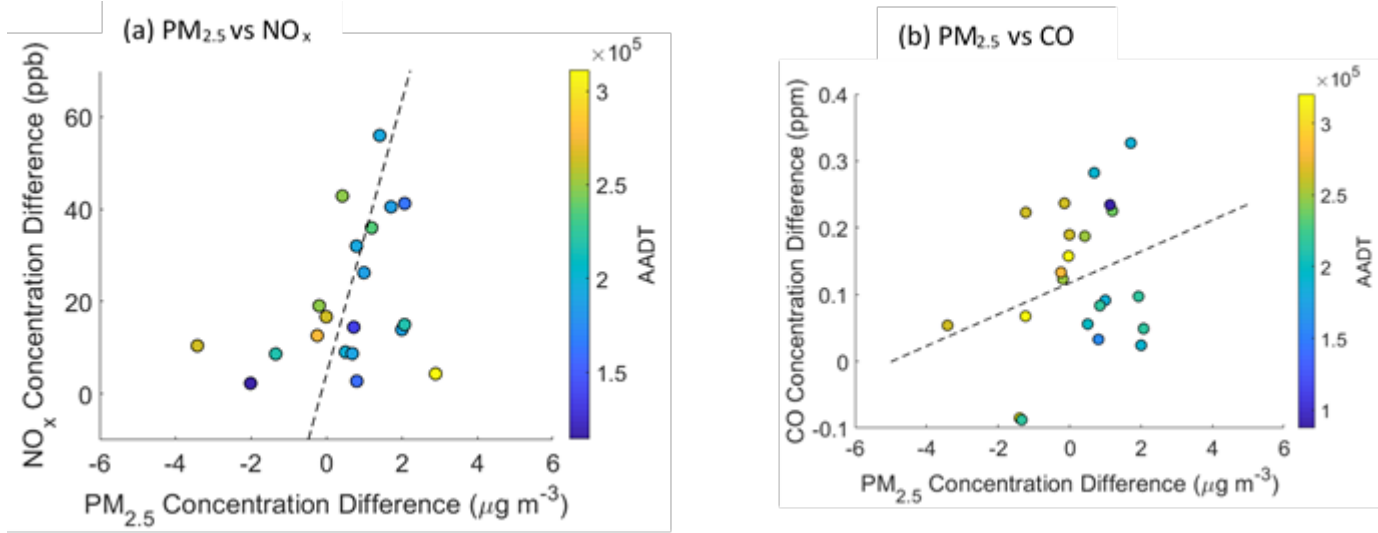 (a) PM2.5 vs NOx
×10^5
NOx Concentration Difference (ppb)
60
40
20
0
3
2.5
2
1.5
AADT
-6 -4 -2 0 2 4 6
PM2.5 Concentration Difference (μg m-3)
(b) PM2.5 vs CO
×10^5
CO Concentration Difference (ppm)
0.4
0.3
0.2
0.1
0
-0.1
3
2.5
2
1.5
1
AADT
-6 -4 -2 0 2 4 6
PM2.5 Concentration Difference (μg m-3)